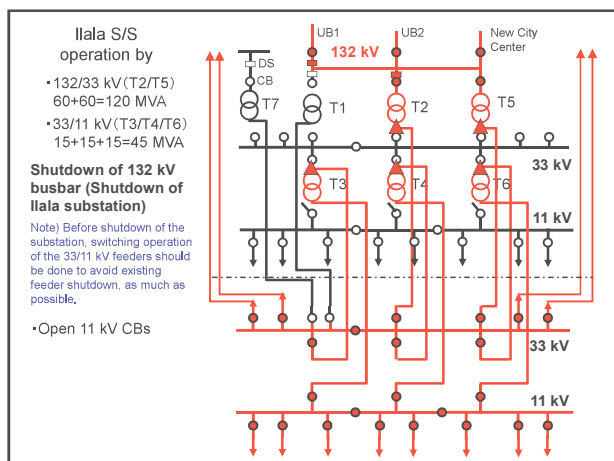 Ilala S/S
operation by
・132/33 kV(T2/T5)
60+60=120 MVA
・33/11 kV(T3/T4/T6)
15+15+15=45 MVA
Shutdown of 132 kV
busbar (Shutdown of
Ilala substation)
Note) Before shutdown of the
substation, switching operation
of the 33/11 kV feeders should
be done to avoid existing
feeder shutdown, as much as
possible.
・Open 11 kV CBs
UB1
UB2
New City
Center
132 kV
DS
CB
T7
T1
T2
T5
33 kV
T3
T4
T6
11 kV
33 kV
11 kV